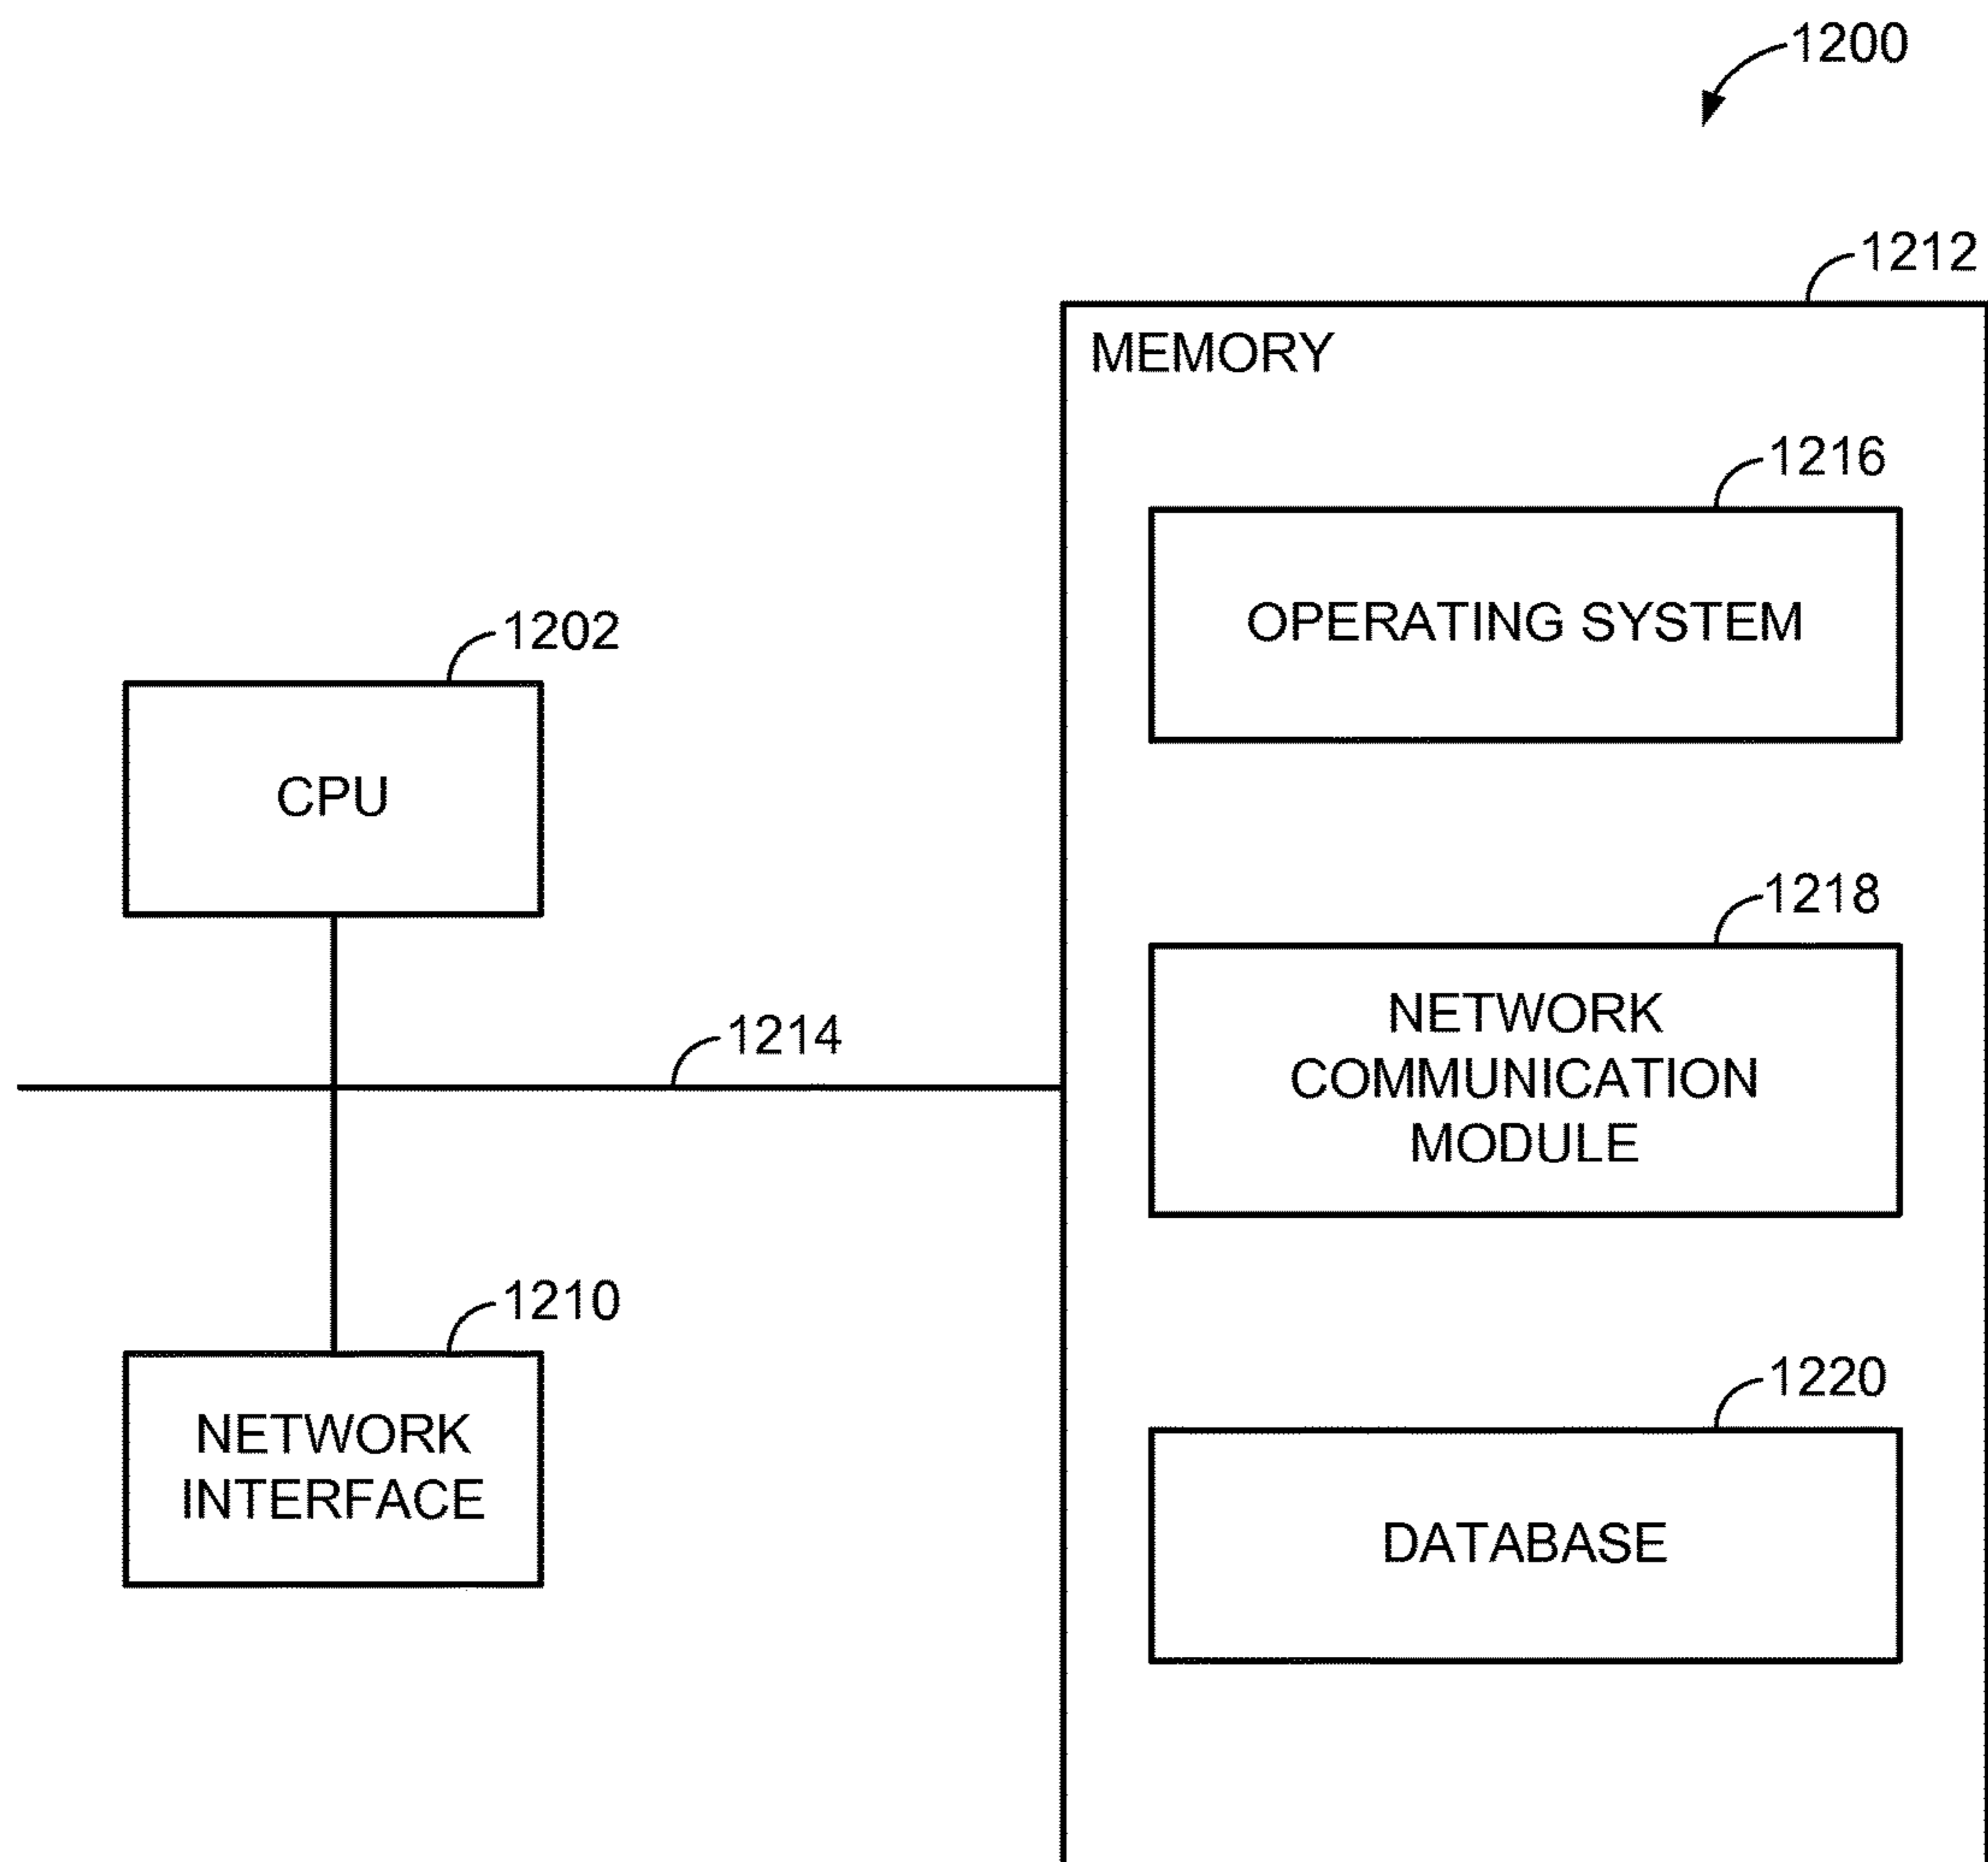 1200
1212
MEMORY
1216
OPERATING SYSTEM
1202
CPU
1218
NETWORK
COMMUNICATION
MODULE
1214
1210
NETWORK
INTERFACE
1220
DATABASE